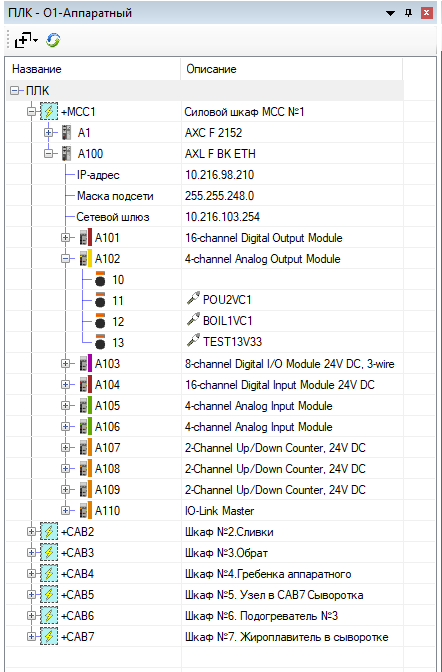 ПЛК - О1-Аппаратный
Название Описание
ПЛК
+MCC1 Силовой шкаф МСС №1
A1 AXC F 2152
A100 AXL F BK ETH
IP-адрес 10.216.98.210
Маска подсети 255.255.248.0
Сетевой шлюз 10.216.103.254
A101 16-channel Digital Output Module
A102 4-channel Analog Output Module
10
11 POU2VC1
12 BOIL1VC1
13 TEST13V33
A103 8-channel Digital I/O Module 24V DC, 3-wire
A104 16-channel Digital Input Module 24V DC
A105 4-channel Analog Input Module
A106 4-channel Analog Input Module
A107 2-Channel Up/Down Counter, 24V DC
A108 2-Channel Up/Down Counter, 24V DC
A109 2-Channel Up/Down Counter, 24V DC
A110 IO-Link Master
+CAB2 Шкаф №2.Сливки
+CAB3 Шкаф №3.Обрат
+CAB4 Шкаф №4.Гребенка аппаратного
+CAB5 Шкаф №5. Узел в CAB7 Сыворотка
+CAB6 Шкаф №6. Подогреватель №3
+CAB7 Шкаф №7. Жироплавитель в сыворотке